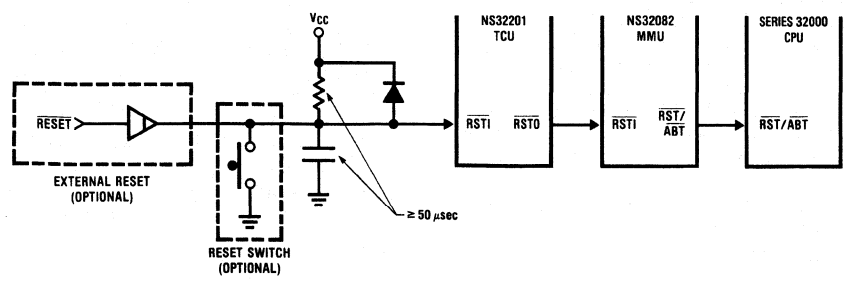 VCC
NS32201
TCU
NS32082
MMU
SERIES 32000
CPU
RESET
RSTI
RSTO
RSTI
RST/
ABT
RST/ABT
EXTERNAL RESET
(OPTIONAL)
≥ 50 μsec
RESET SWITCH
(OPTIONAL)